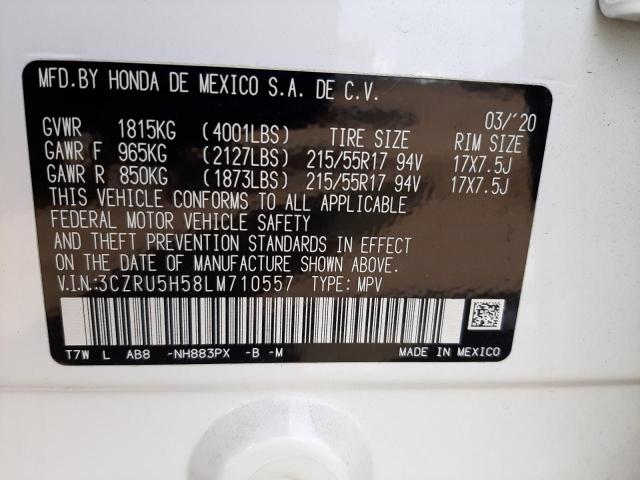 MFD.BY HONDA DE MEXICO S.A. DE C.V.
03/'20
GVWR 1815KG (4001LBS) TIRE SIZE RIM SIZE
GAWR F 965KG (2127LBS) 215/55R17 94V 17X7.5J
GAWR R 850KG (1873LBS) 215/55R17 94V 17X7.5J
THIS VEHICLE CONFORMS TO ALL APPLICABLE
FEDERAL MOTOR VEHICLE SAFETY
AND THEFT PREVENTION STANDARDS IN EFFECT
ON THE DATE OF MANUFACTURE SHOWN ABOVE.
V.I.N:3CZRU5H58LM710557 TYPE: MPV
T7W L AB8 -NH883PX -B -M MADE IN MEXICO